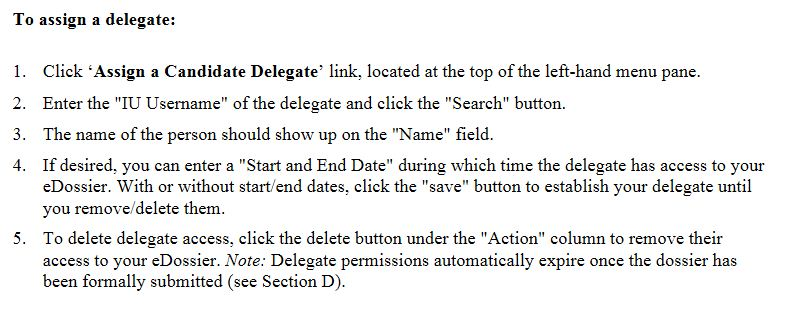 To assign a delegate:
1. Click ‘Assign a Candidate Delegate’ link, located at the top of the left-hand menu pane.
2. Enter the "IU Username" of the delegate and click the "Search" button.
3. The name of the person should show up on the "Name" field.
4. If desired, you can enter a "Start and End Date" during which time the delegate has access to your
eDossier. With or without start/end dates, click the "save" button to establish your delegate until
you remove/delete them.
5. To delete delegate access, click the delete button under the "Action" column to remove their
access to your eDossier. Note: Delegate permissions automatically expire once the dossier has
been formally submitted (see Section D).